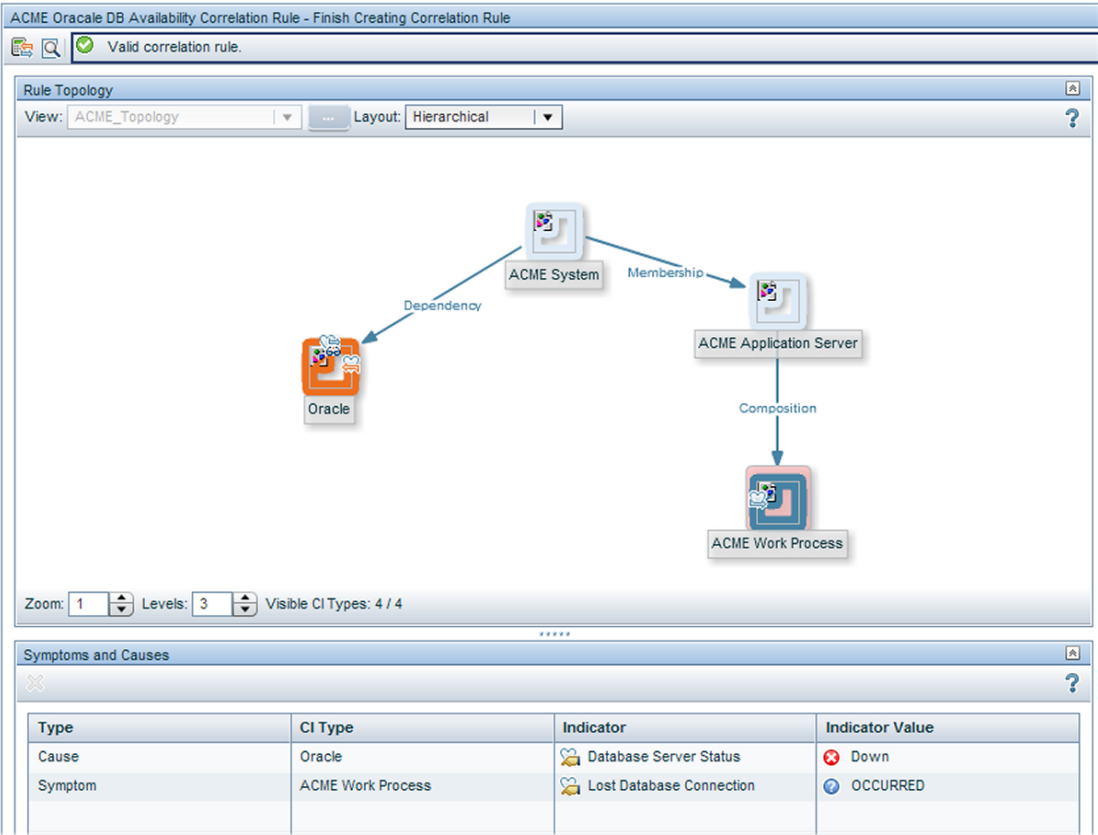 ACME Oracale DB Availability Correlation Rule - Finish Creating Correlation Rule
Valid correlation rule.
Rule Topology
View: ACME_Topology ... Layout: Hierarchical ?
ACME System
Membership
Dependency
ACME Application Server
Oracle
Composition
ACME Work Process
Zoom: 1 Levels: 3 Visible CI Types: 4 / 4
Symptoms and Causes
?
Type CI Type Indicator Indicator Value
Cause Oracle Database Server Status Down
Symptom ACME Work Process Lost Database Connection ? OCCURRED